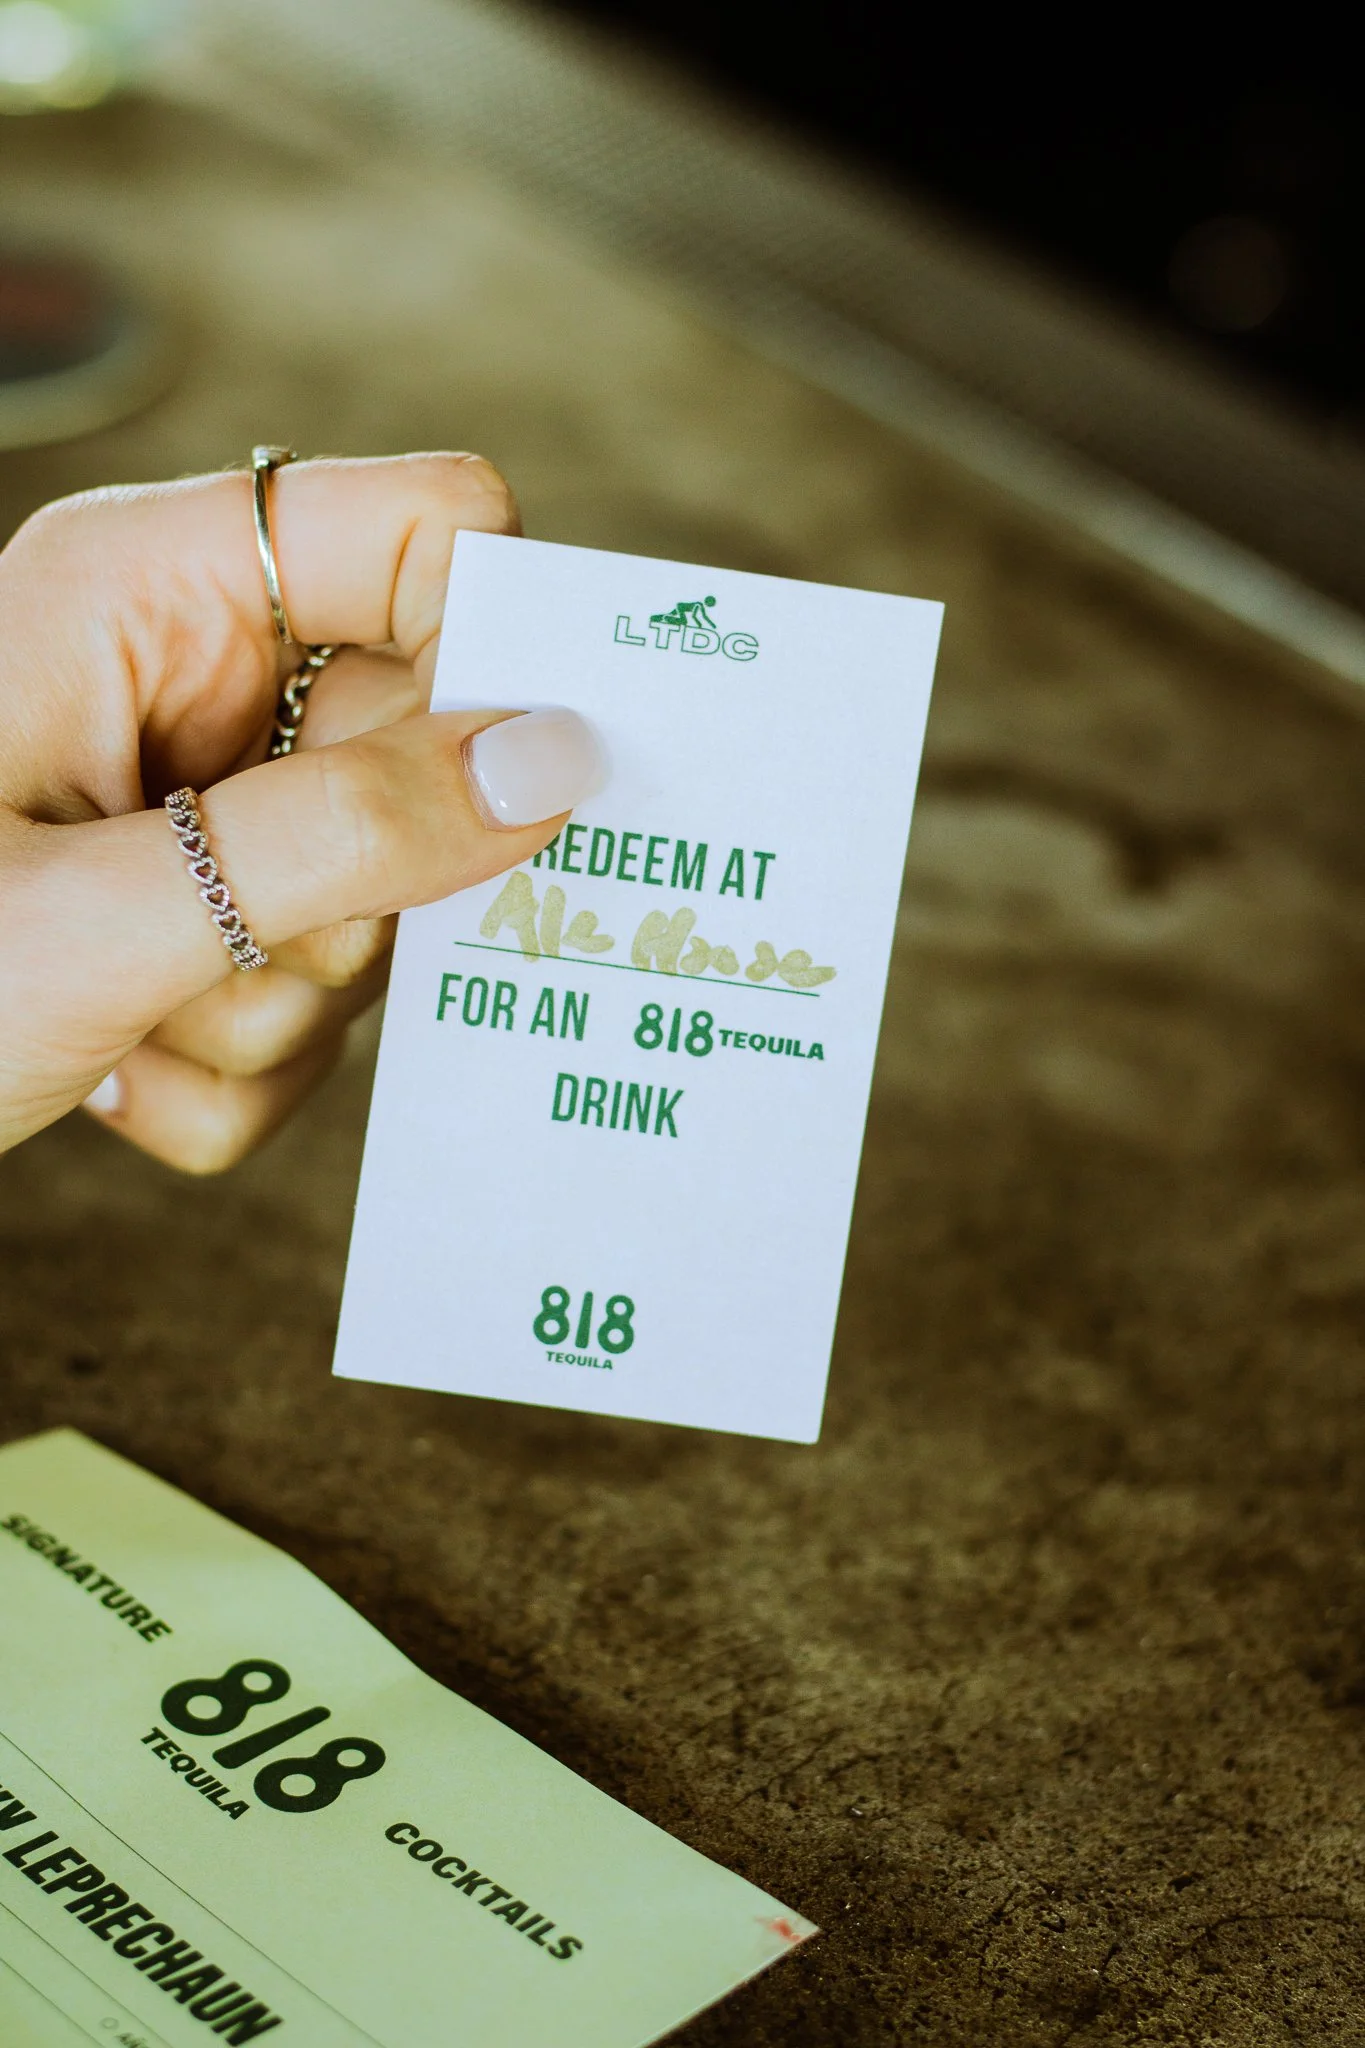 LTDC
REDEEM AT
Ale House
FOR AN 818 TEQUILA
DRINK
818
TEQUILA
SIGNATURE
818
TEQUILA
COCKTAILS
LEPRECHAUN